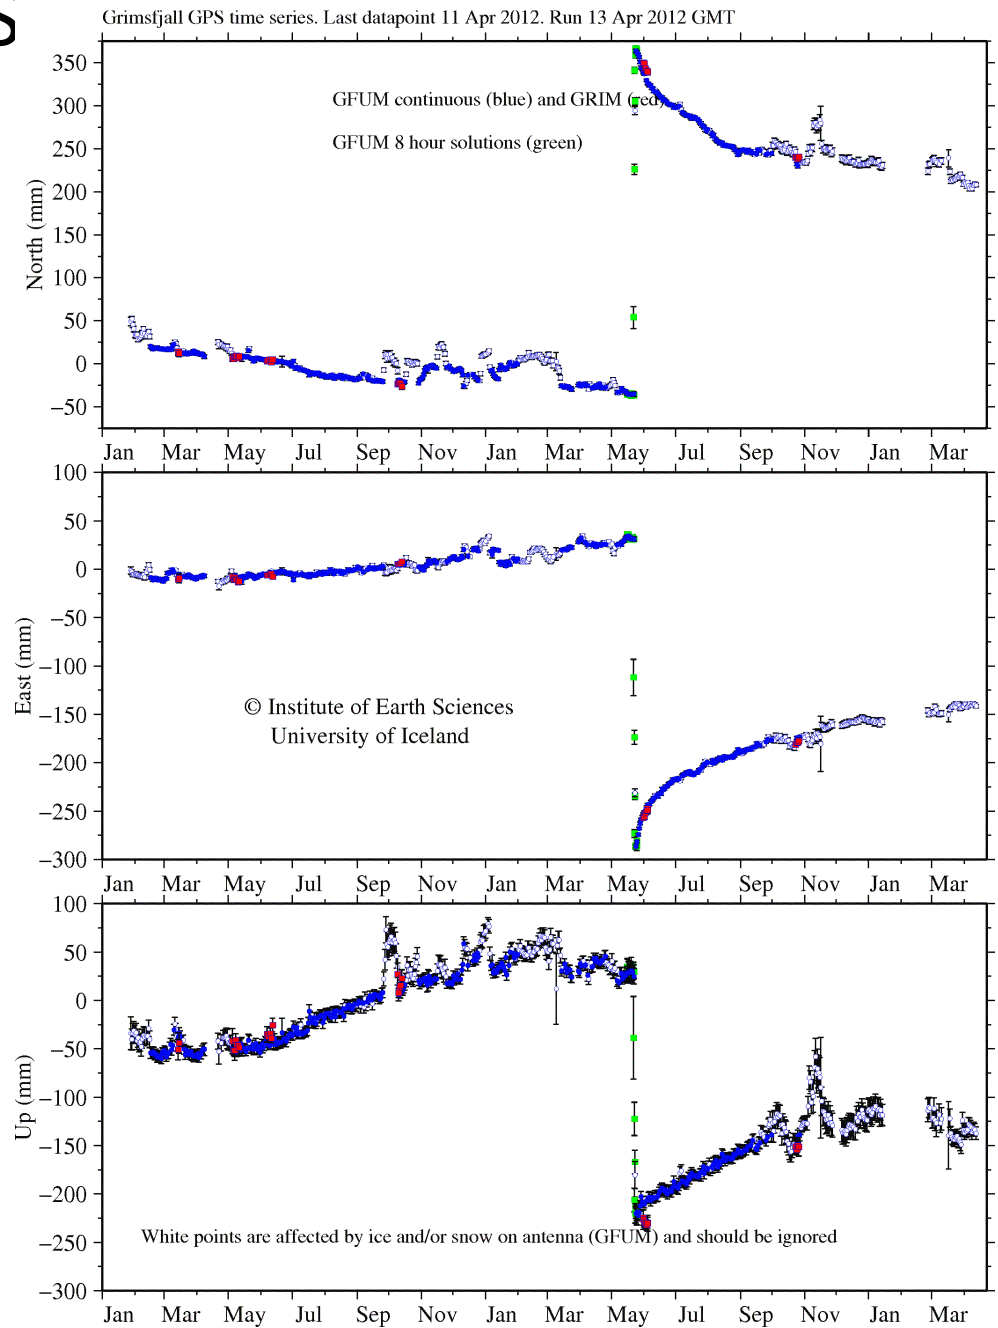 S
Grimsfjall GPS time series. Last datapoint 11 Apr 2012. Run 13 Apr 2012 GMT
GFUM continuous (blue) and GRIM (red)
GFUM 8 hour solutions (green)
North (mm)
350
300
250
200
150
100
50
0
−50
Jan Mar May Jul Sep Nov Jan Mar May Jul Sep Nov Jan Mar
© Institute of Earth Sciences
University of Iceland
East (mm)
100
50
0
−50
−100
−150
−200
−250
−300
Jan Mar May Jul Sep Nov Jan Mar May Jul Sep Nov Jan Mar
Up (mm)
100
50
0
−50
−100
−150
−200
−250
−300
White points are affected by ice and/or snow on antenna (GFUM) and should be ignored
Jan Mar May Jul Sep Nov Jan Mar May Jul Sep Nov Jan Mar